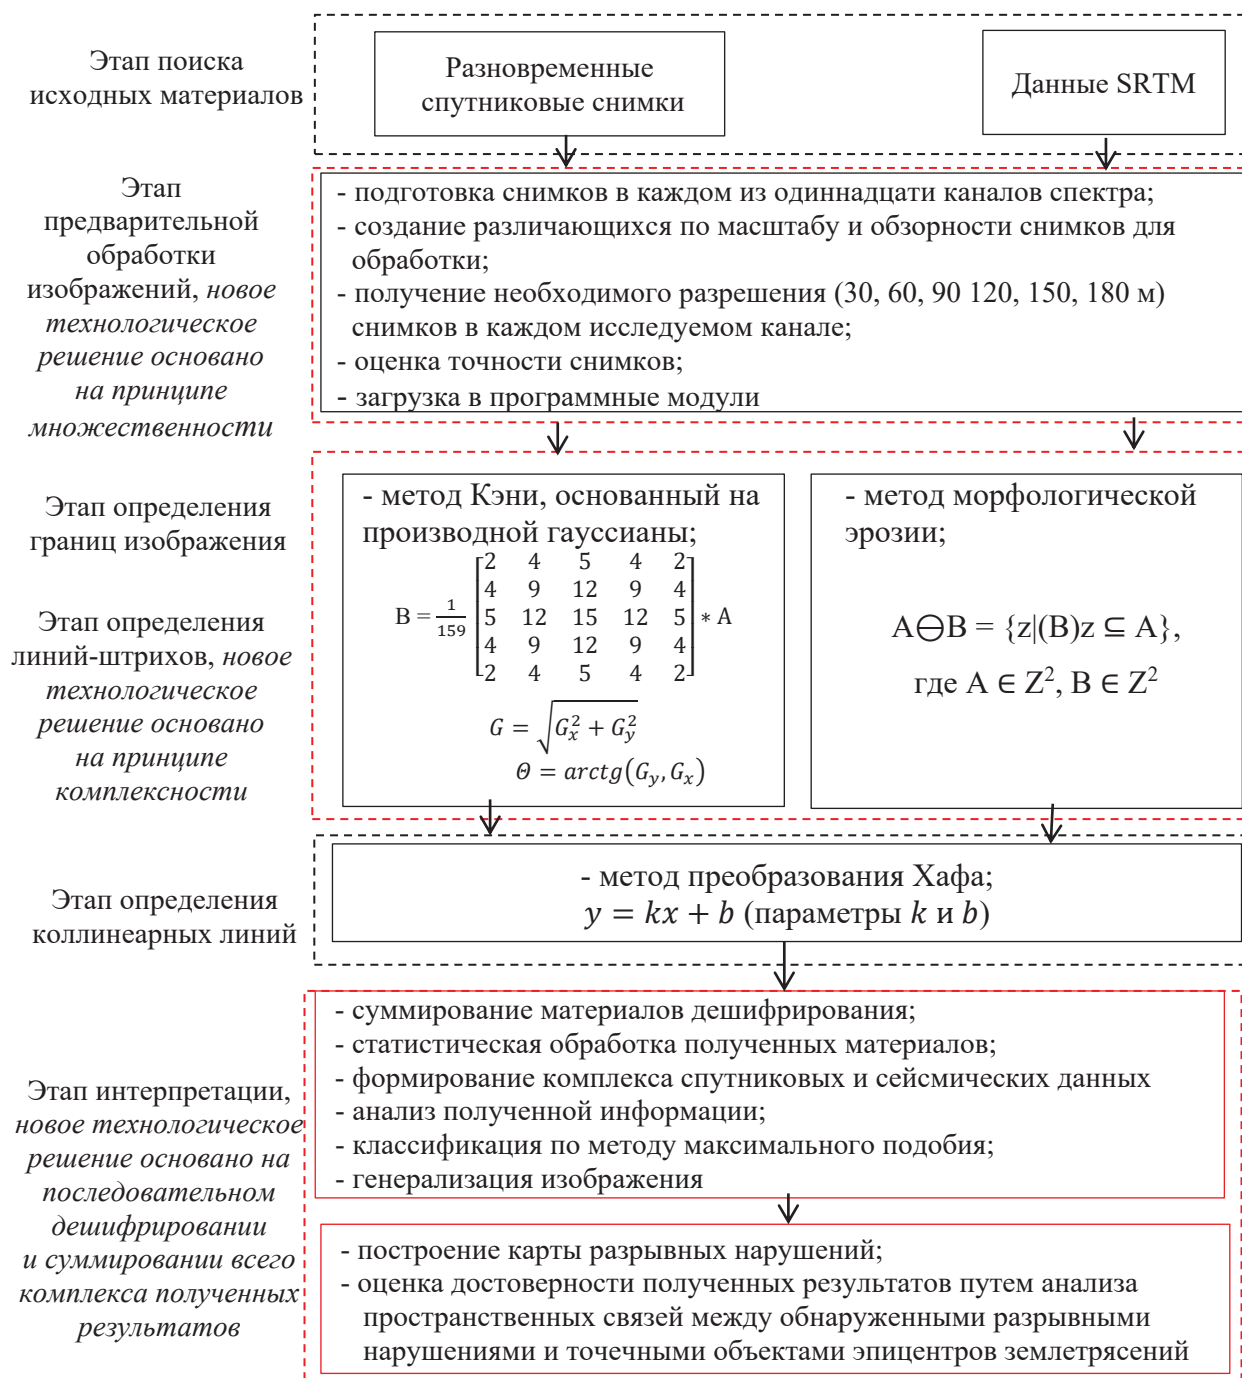 Этап поиска
исходных материалов
Разновременные
спутниковые снимки
Данные SRTM
Этап
предварительной
обработки
изображений, новое
технологическое
решение основано
на принципе
множественности
- подготовка снимков в каждом из одиннадцати каналов спектра;
- создание различающихся по масштабу и обзорности снимков для
обработки;
- получение необходимого разрешения (30, 60, 90 120, 150, 180 м)
снимков в каждом исследуемом канале;
- оценка точности снимков;
- загрузка в программные модули
Этап определения
границ изображения
Этап определения
линий-штрихов, новое
технологическое
решение основано
на принципе
комплексности
- метод Кэни, основанный на
производной гауссианы;
B = 1/159 [2 4 5 4 2
4 9 12 9 4
5 12 15 12 5
4 9 12 9 4
2 4 5 4 2] * A
G = √(G_x^2 + G_y^2)
Θ = arctg(G_y, G_x)
- метод морфологической
эрозии;
A⊖B = {z|(B)z ⊆ A},
где A ∈ Z², B ∈ Z²
Этап определения
коллинеарных линий
- метод преобразования Хафа;
y = kx + b (параметры k и b)
Этап интерпретации,
новое технологическое
решение основано на
последовательном
дешифрировании
и суммировании всего
комплекса полученных
результатов
- суммирование материалов дешифрирования;
- статистическая обработка полученных материалов;
- формирование комплекса спутниковых и сейсмических данных
- анализ полученной информации;
- классификация по методу максимального подобия;
- генерализация изображения
- построение карты разрывных нарушений;
- оценка достоверности полученных результатов путем анализа
пространственных связей между обнаруженными разрывными
нарушениями и точечными объектами эпицентров землетрясений